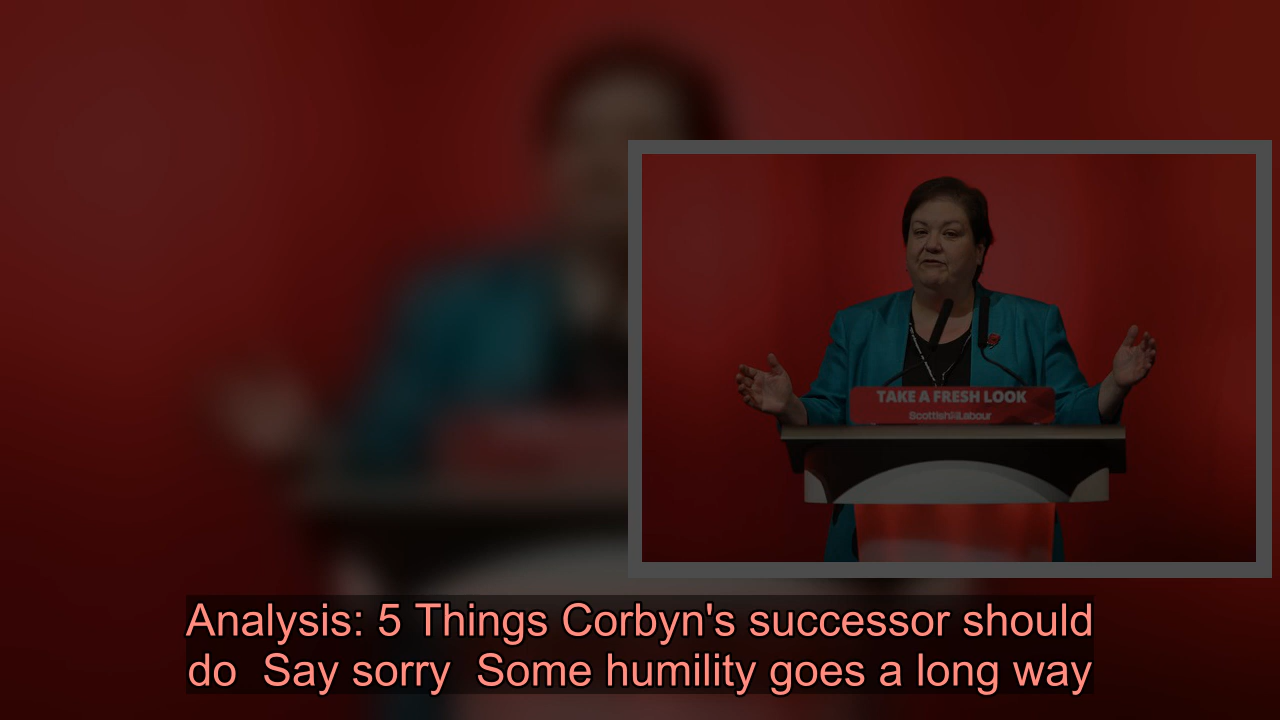 TAKE A FRESH LOOK
Scottish Labour
Analysis: 5 Things Corbyn's successor should
do  Say sorry  Some humility goes a long way